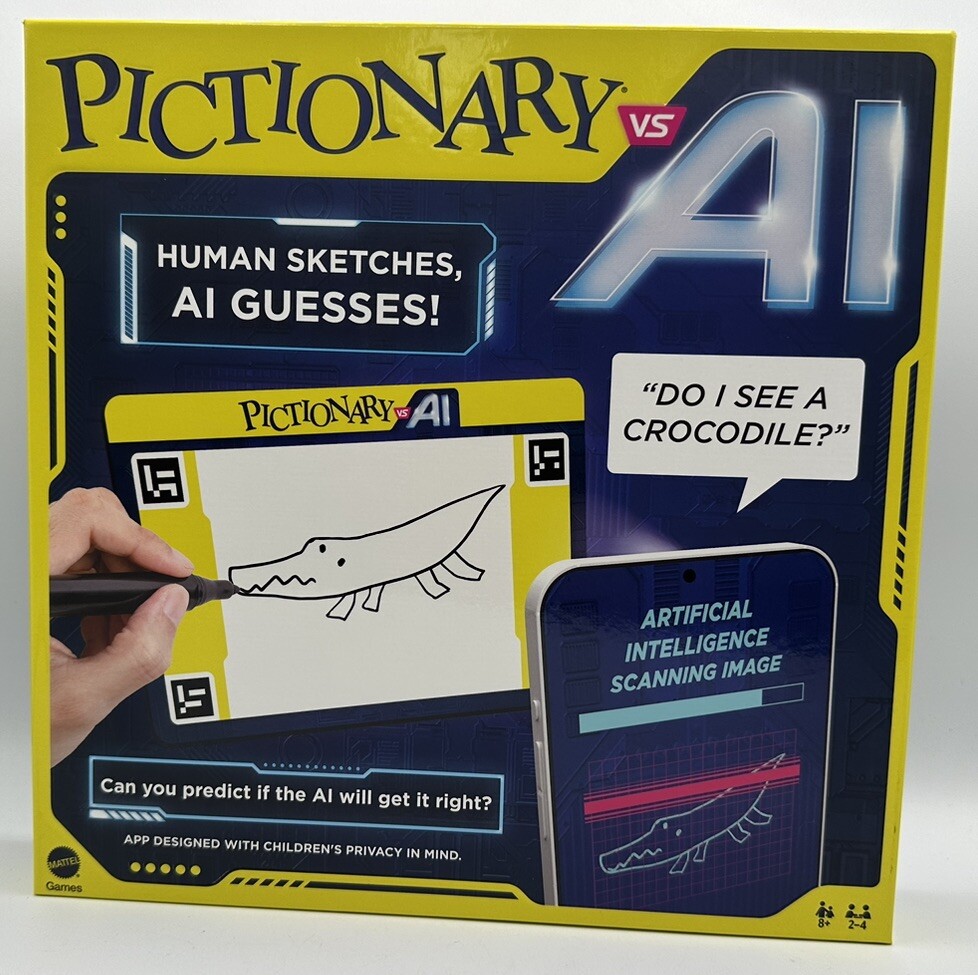 PICTIONARY VS AI
HUMAN SKETCHES,
AI GUESSES!
PICTIONARY VS AI
"DO I SEE A
CROCODILE?"
ARTIFICIAL
INTELLIGENCE
SCANNING IMAGE
Can you predict if the AI will get it right?
APP DESIGNED WITH CHILDREN'S PRIVACY IN MIND.
MATTEL
Games
8+ 2-4